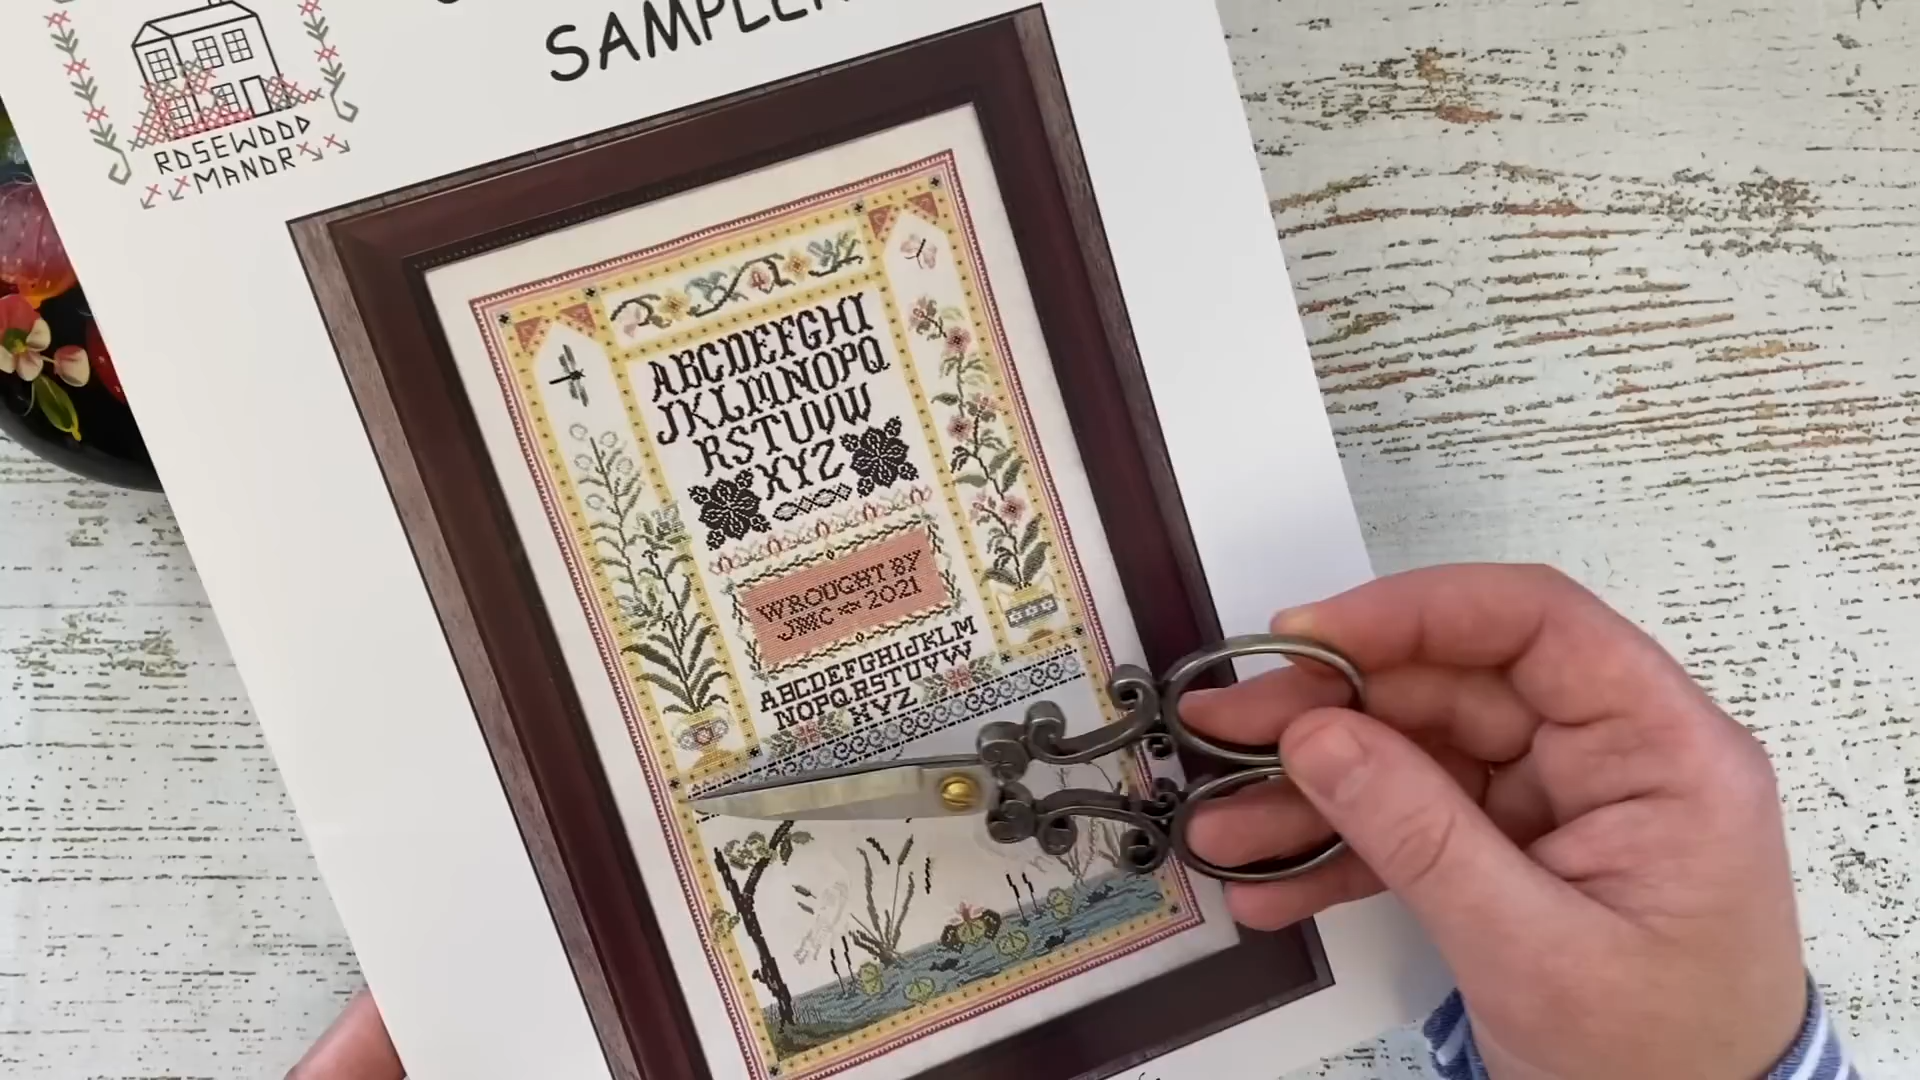 SAMPLER
ROSEWOOD
MANOR
ABCDEFGHI
JKLMNOPQ
RSTUVW
XYZ
WROUGHT BY
JMC 2021
ABCDEFGHIJKLM
NOPQRSTUVW
XYZ